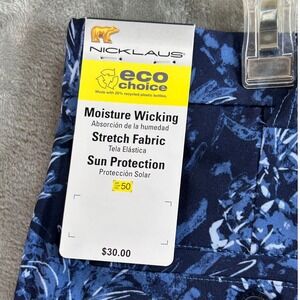 NICKLAUS
eco
choice
Made with 20% recycled plastic bottles.
Moisture Wicking
Absorción de la humedad
Stretch Fabric
Tela Elástica
Sun Protection
Protección Solar
50
$30.00